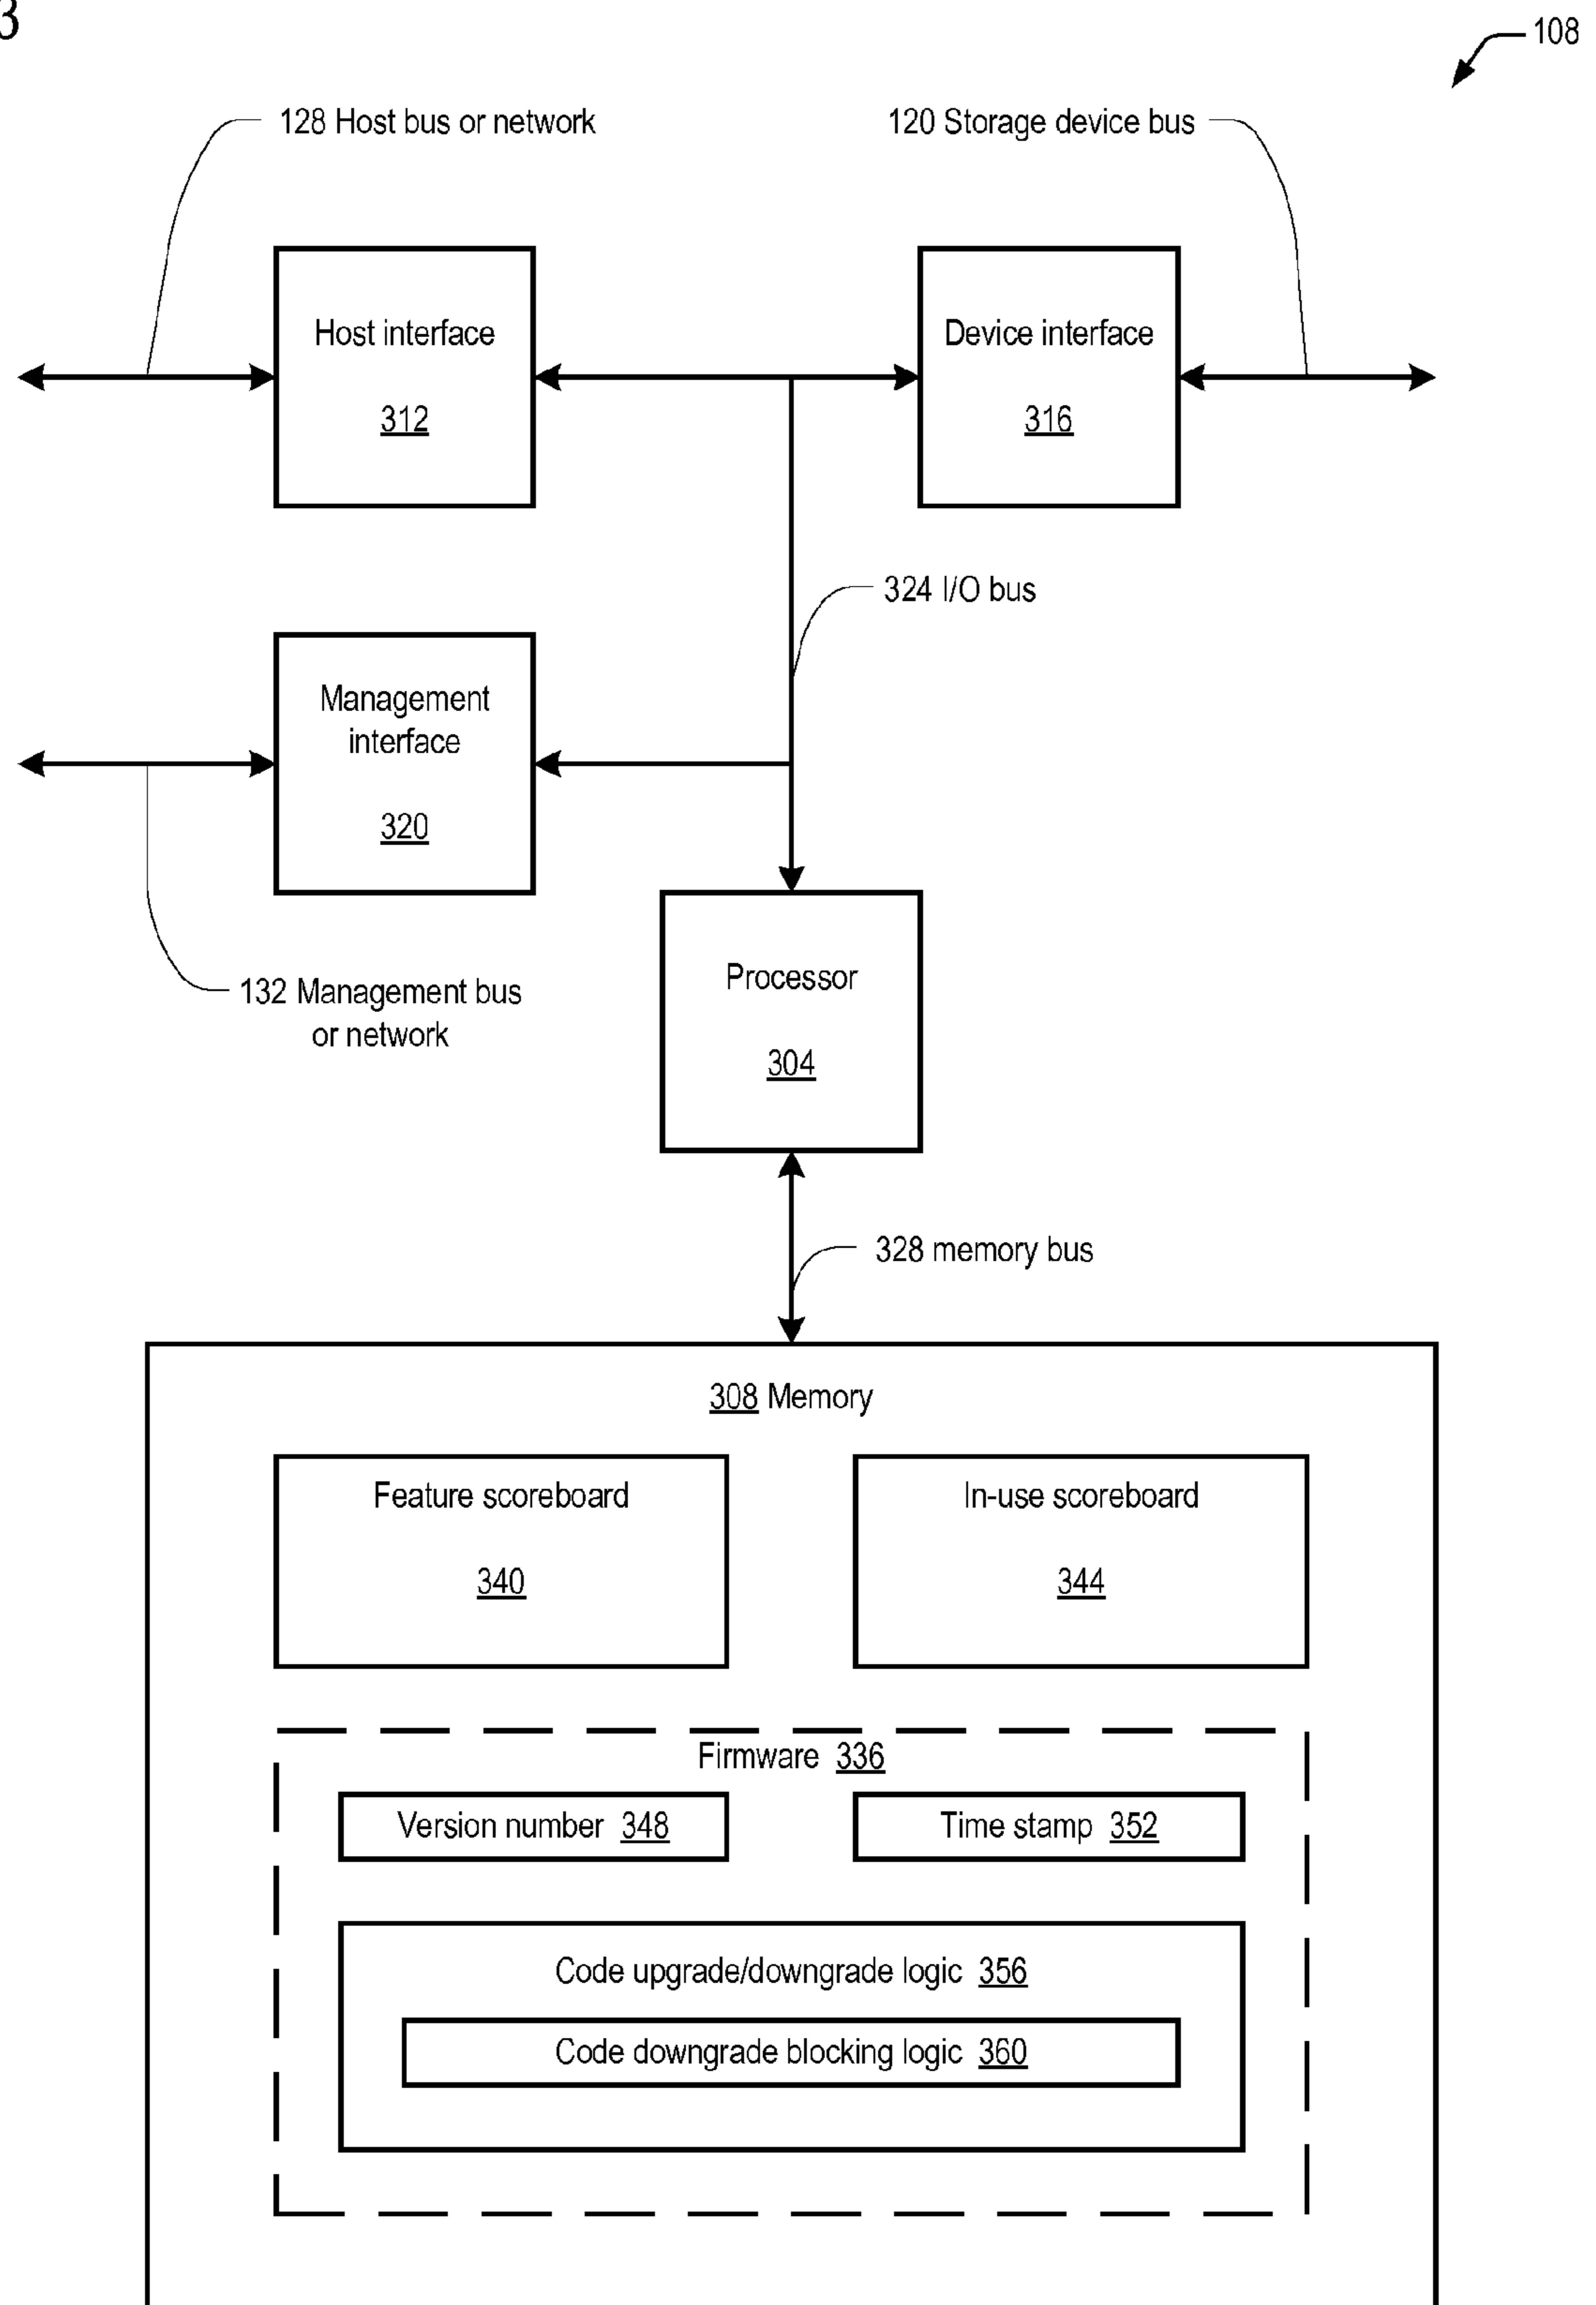 3
108
128 Host bus or network
120 Storage device bus
Host interface
312
Device interface
316
324 I/O bus
Management
interface
320
132 Management bus
or network
Processor
304
328 memory bus
308 Memory
Feature scoreboard
340
In-use scoreboard
344
Firmware 336
Version number 348
Time stamp 352
Code upgrade/downgrade logic 356
Code downgrade blocking logic 360